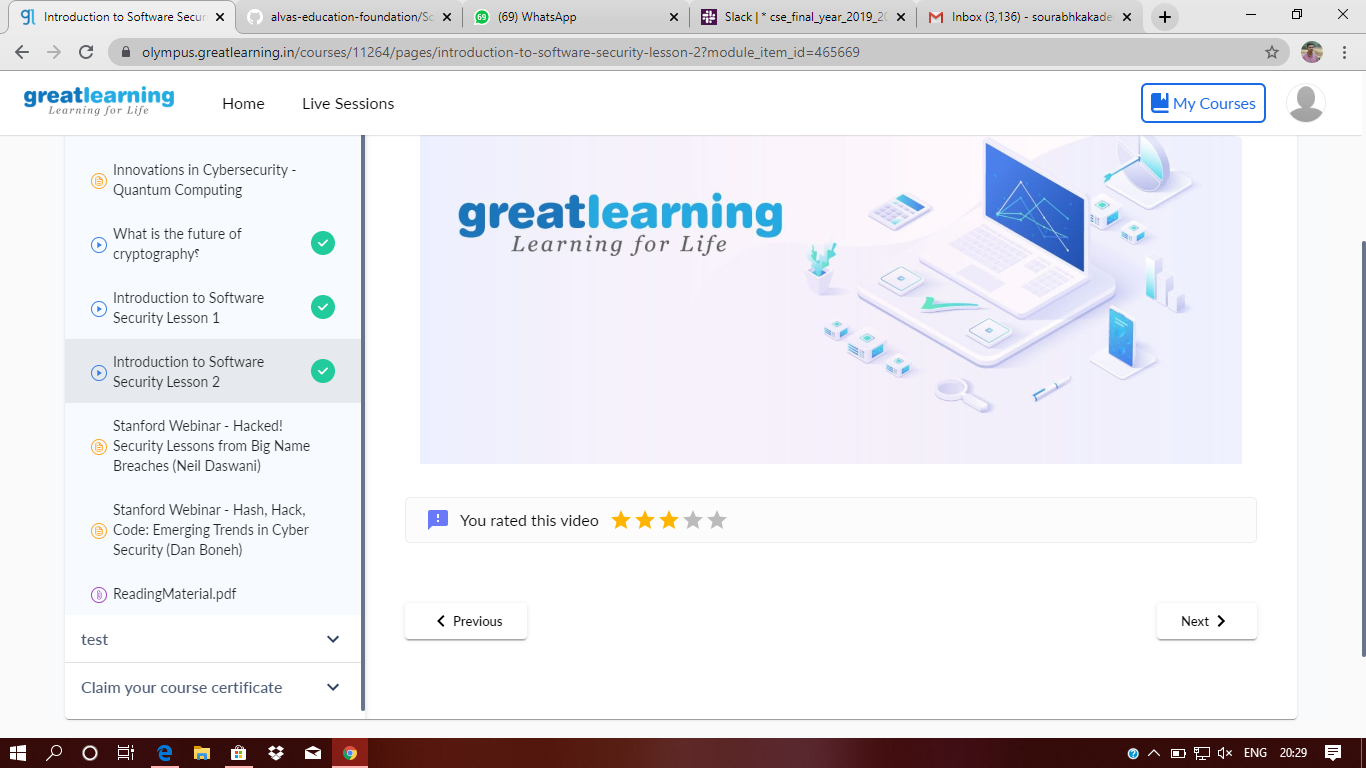 Introduction to Software Secur
alvas-education-foundation/Sc
(69) WhatsApp
Slack | * cse_final_year_2019_20
Inbox (3,136) - sourabhkakade
olympus.greatlearning.in/courses/11264/pages/introduction-to-software-security-lesson-2?module_item_id=465669
greatlearning
Learning for Life
Home
Live Sessions
My Courses
Innovations in Cybersecurity -
Quantum Computing
What is the future of
cryptography?
Introduction to Software
Security Lesson 1
Introduction to Software
Security Lesson 2
Stanford Webinar - Hacked!
Security Lessons from Big Name
Breaches (Neil Daswani)
Stanford Webinar - Hash, Hack,
Code: Emerging Trends in Cyber
Security (Dan Boneh)
ReadingMaterial.pdf
test
Claim your course certificate
greatlearning
Learning for Life
You rated this video
Previous
Next
ENG
20:29